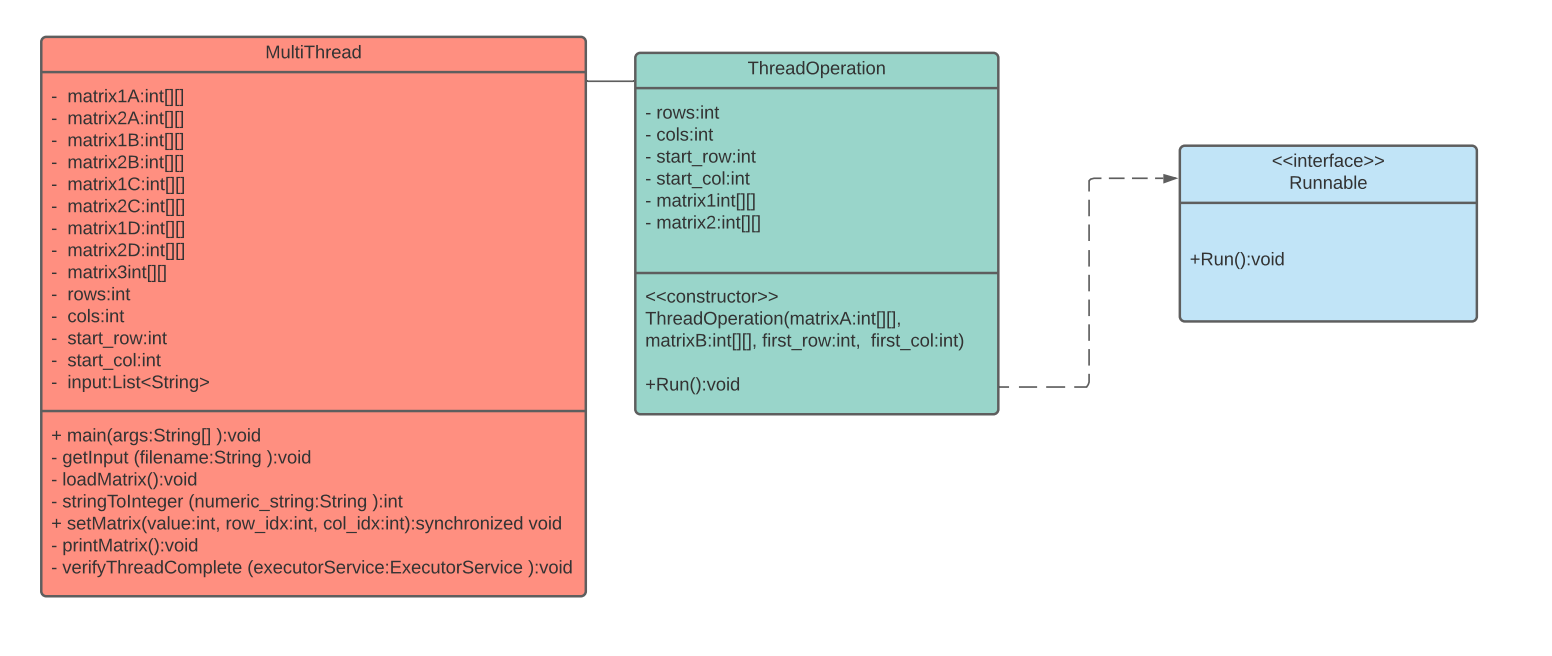 MultiThread
-  matrix1A:int[][]
-  matrix2A:int[][]
-  matrix1B:int[][]
-  matrix2B:int[][]
-  matrix1C:int[][]
-  matrix2C:int[][]
-  matrix1D:int[][]
-  matrix2D:int[][]
-  matrix3int[][]
-  rows:int
-  cols:int
-  start_row:int
-  start_col:int
-  input:List<String>
+ main(args:String[] ):void
- getInput (filename:String ):void
- loadMatrix():void
- stringToInteger (numeric_string:String ):int
+ setMatrix(value:int, row_idx:int, col_idx:int):synchronized void
- printMatrix():void
- verifyThreadComplete (executorService:ExecutorService ):void
ThreadOperation
- rows:int
- cols:int
- start_row:int
- start_col:int
- matrix1int[][]
- matrix2:int[][]
<<constructor>>
ThreadOperation(matrixA:int[][],
matrixB:int[][], first_row:int,  first_col:int)
+Run():void
<<interface>>
Runnable
+Run():void